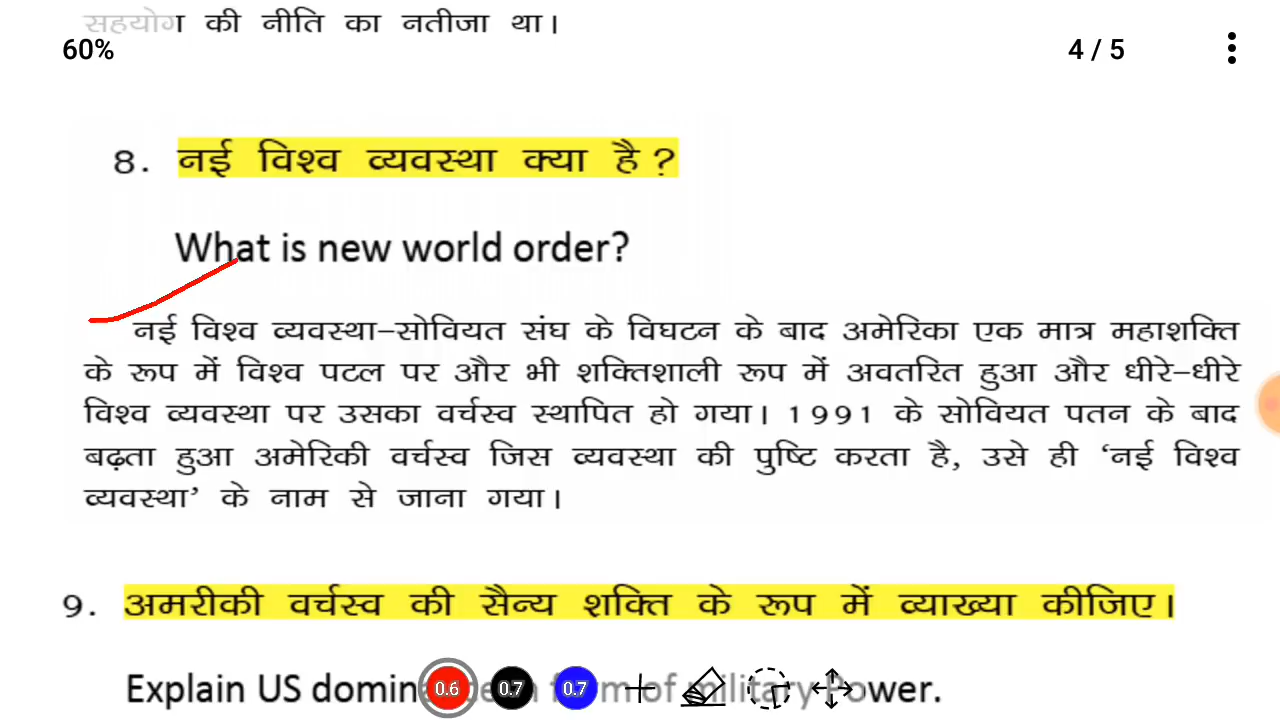 सहयोग की नीति का नतीजा था।
60%
4 / 5
8. नई विश्व व्यवस्था क्या है?
What is new world order?
नई विश्व व्यवस्था–सोवियत संघ के विघटन के बाद अमेरिका एक मात्र महाशक्ति
के रूप में विश्व पटल पर और भी शक्तिशाली रूप में अवतरित हुआ और धीरे–धीरे
विश्व व्यवस्था पर उसका वर्चस्व स्थापित हो गया। 1991 के सोवियत पतन के बाद
बढ़ता हुआ अमेरिकी वर्चस्व जिस व्यवस्था की पुष्टि करता है, उसे ही ‘नई विश्व
व्यवस्था’ के नाम से जाना गया।
9. अमरीकी वर्चस्व की सैन्य शक्ति के रूप में व्याख्या कीजिए।
Explain US of military Power.
0.6 0.7 0.7